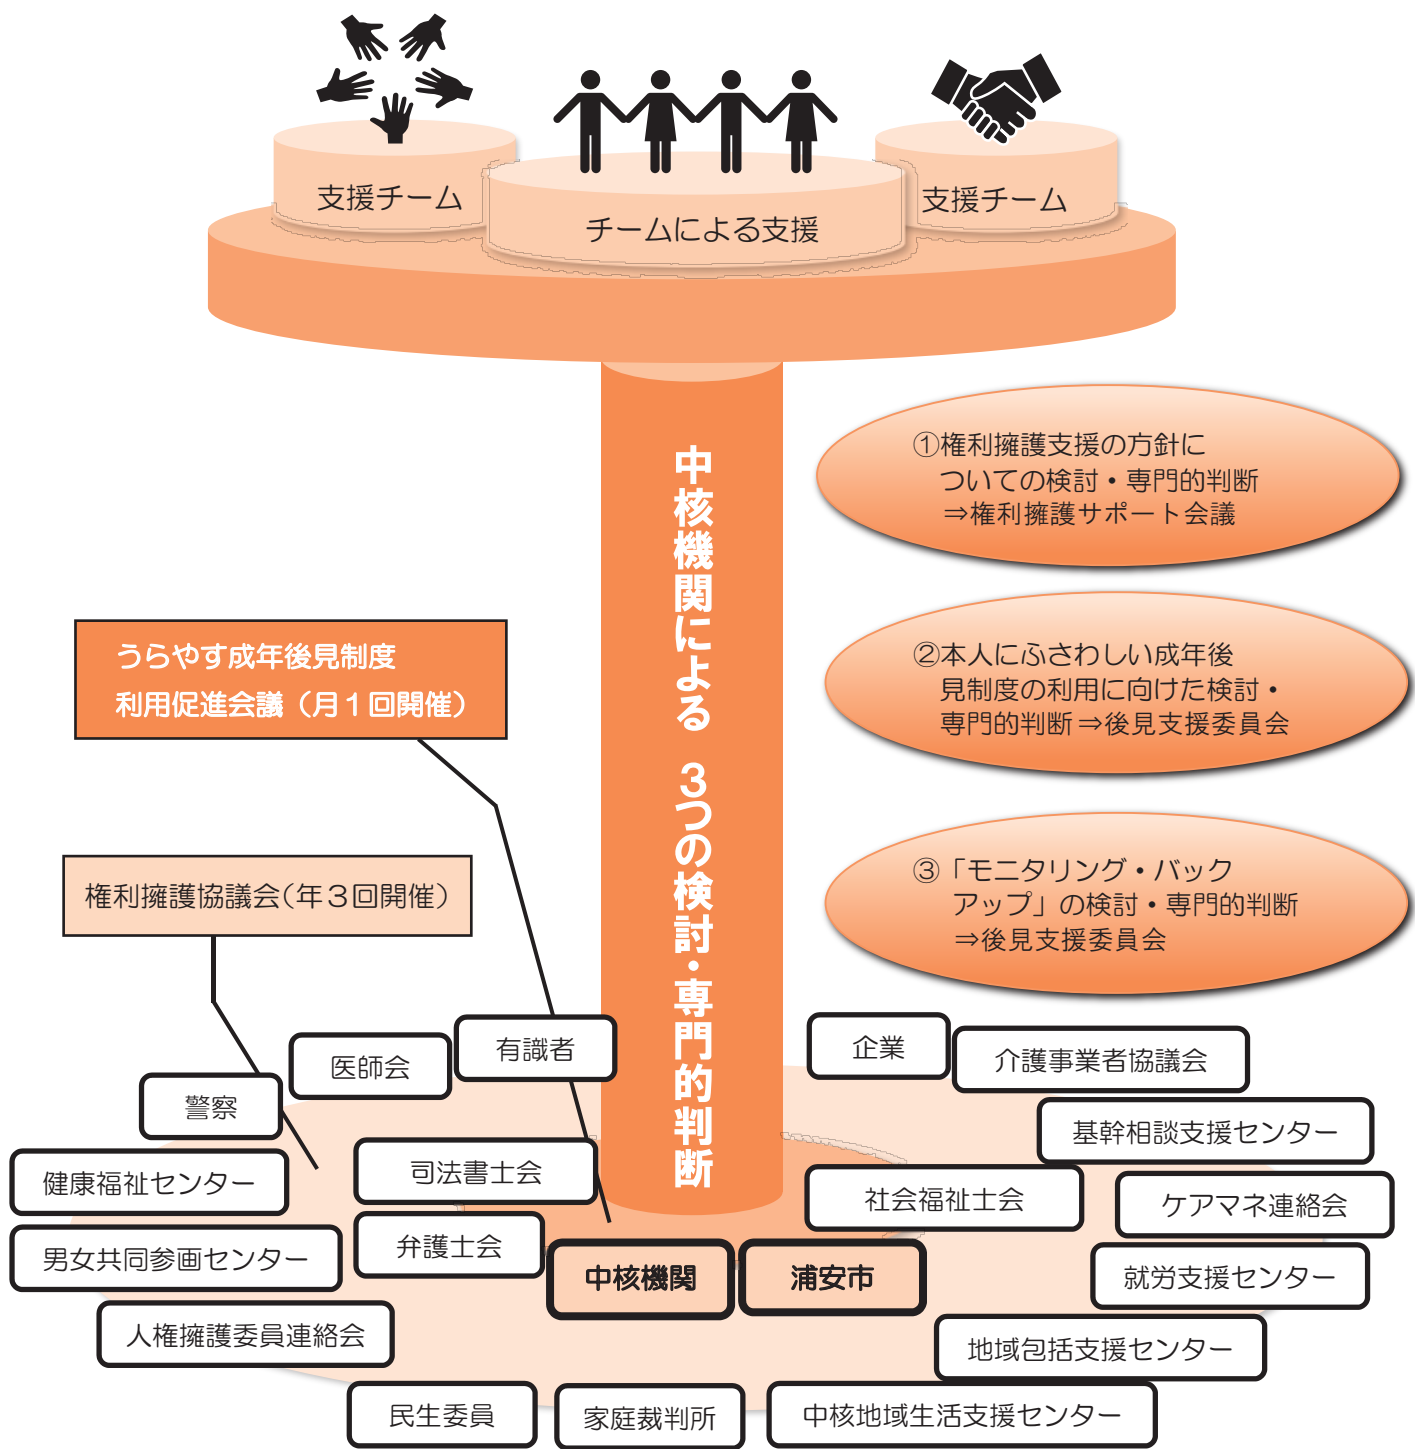 支援チーム
チームによる支援
支援チーム
中核機関による ３つの検討・専門的判断
①権利擁護支援の方針に
ついての検討・専門的判断
⇒権利擁護サポート会議
②本人にふさわしい成年後
見制度の利用に向けた検討・
専門的判断⇒後見支援委員会
③「モニタリング・バック
アップ」の検討・専門的判断
⇒後見支援委員会
うらやす成年後見制度
利用促進会議（月１回開催）
権利擁護協議会（年３回開催）
有識者
医師会
警察
企業
介護事業者協議会
基幹相談支援センター
健康福祉センター
司法書士会
社会福祉士会
ケアマネ連絡会
男女共同参画センター
弁護士会
中核機関
浦安市
就労支援センター
人権擁護委員連絡会
地域包括支援センター
民生委員
家庭裁判所
中核地域生活支援センター